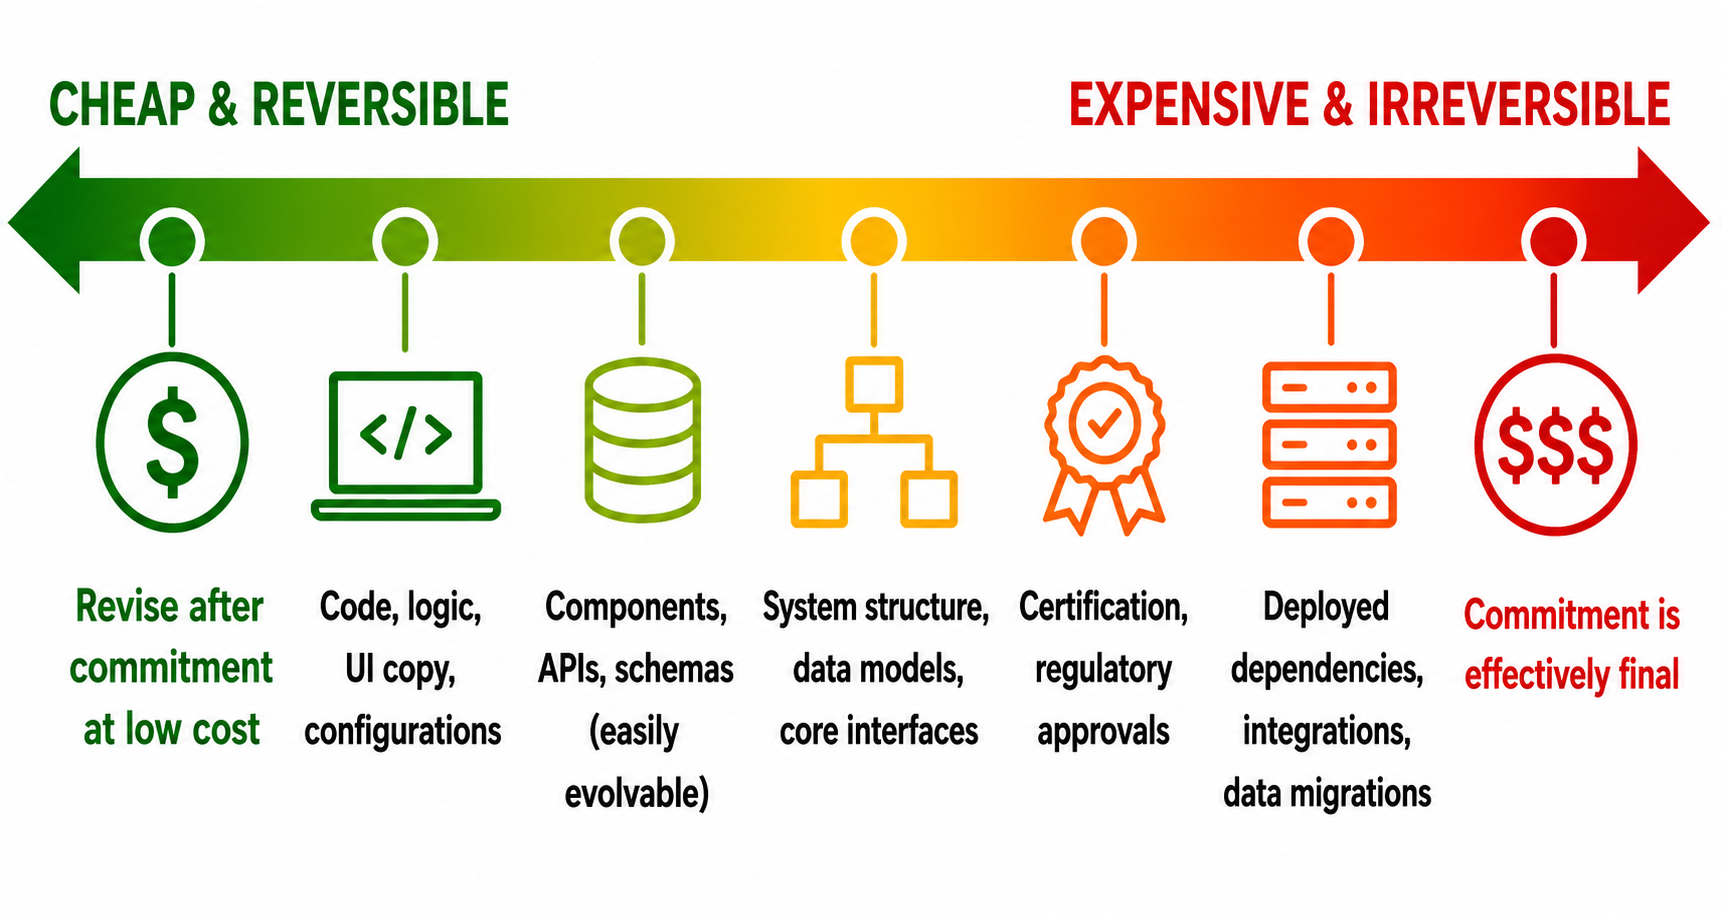 CHEAP & REVERSIBLE
EXPENSIVE & IRREVERSIBLE
$
</>
$$$
Revise after
commitment
at low cost
Code, logic,
UI copy,
configurations
Components,
APIs, schemas
(easily
evolvable)
System structure,
data models,
core interfaces
Certification,
regulatory
approvals
Deployed
dependencies,
integrations,
data migrations
Commitment is
effectively final